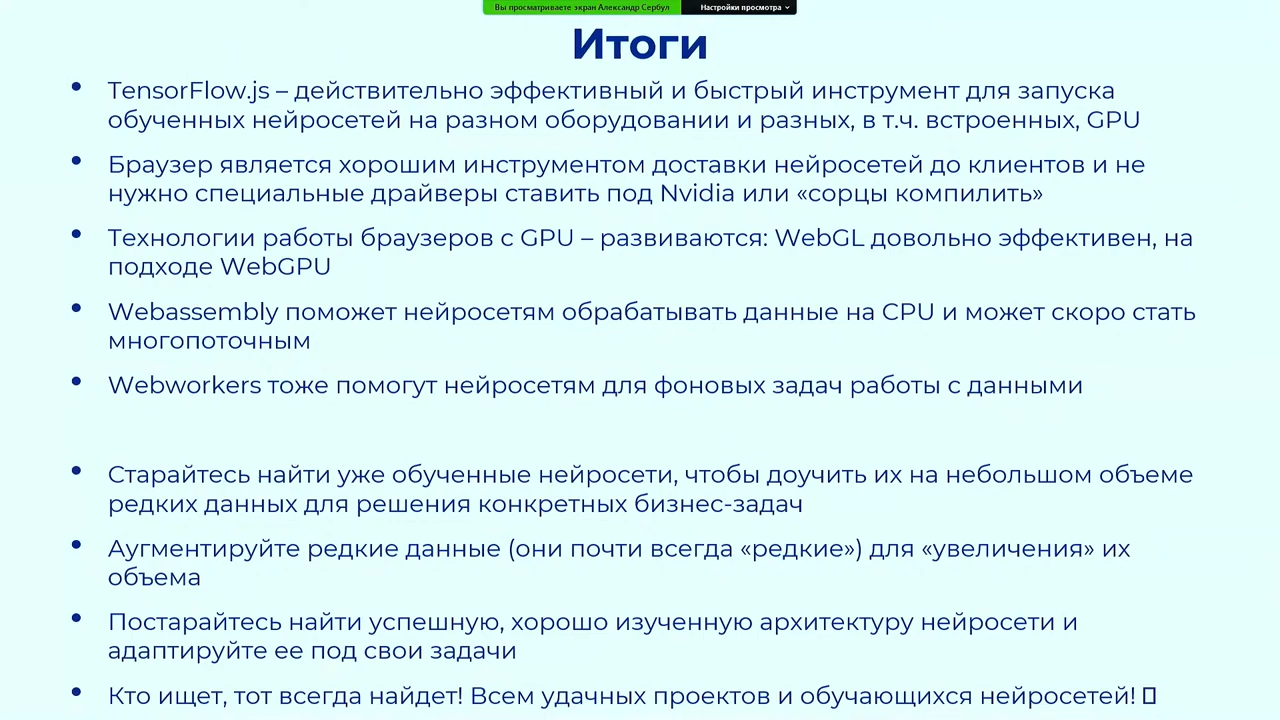 Вы просматриваете экран Александр Сербул
Настройки просмотра
Итоги
• TensorFlow.js – действительно эффективный и быстрый инструмент для запуска
обученных нейросетей на разном оборудовании и разных, в т.ч. встроенных, GPU
• Браузер является хорошим инструментом доставки нейросетей до клиентов и не
нужно специальные драйверы ставить под Nvidia или «сорцы компилить»
• Технологии работы браузеров с GPU – развиваются: WebGL довольно эффективен, на
подходе WebGPU
• Webassembly поможет нейросетям обрабатывать данные на CPU и может скоро стать
многопоточным
• Webworkers тоже помогут нейросетям для фоновых задач работы с данными
• Старайтесь найти уже обученные нейросети, чтобы доучить их на небольшом объеме
редких данных для решения конкретных бизнес-задач
• Аугментируйте редкие данные (они почти всегда «редкие») для «увеличения» их
объема
• Постарайтесь найти успешную, хорошо изученную архитектуру нейросети и
адаптируйте ее под свои задачи
• Кто ищет, тот всегда найдет! Всем удачных проектов и обучающихся нейросетей!